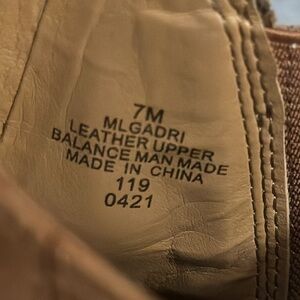 7M
MLGADRI
LEATHER UPPER
BALANCE MAN MADE
MADE IN CHINA
119
0421